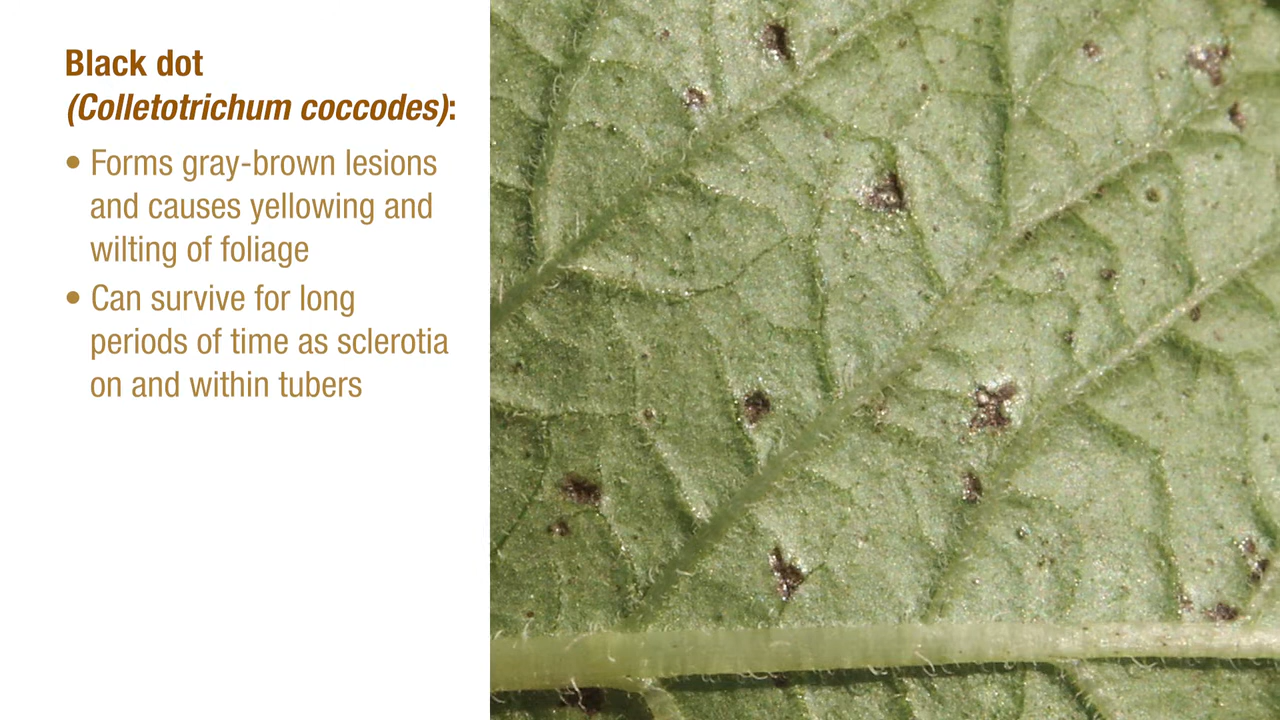 Black dot
(Colletotrichum coccodes):
• Forms gray-brown lesions
and causes yellowing and
wilting of foliage
• Can survive for long
periods of time as sclerotia
on and within tubers